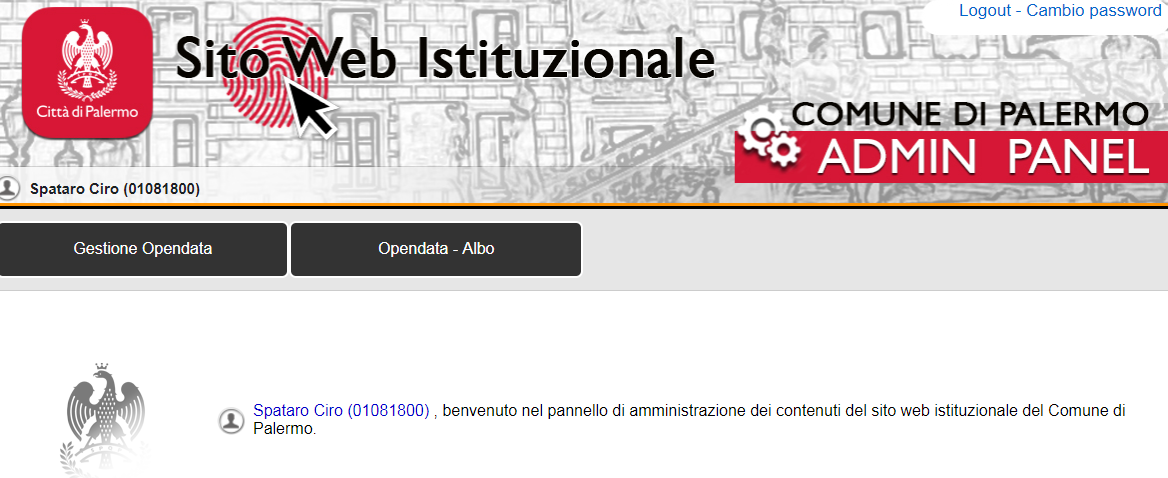 Logout - Cambio password
Sito Web Istituzionale
Città di Palermo
COMUNE DI PALERMO
ADMIN PANEL
Spataro Ciro (01081800)
Gestione Opendata
Opendata - Albo
Spataro Ciro (01081800) , benvenuto nel pannello di amministrazione dei contenuti del sito web istituzionale del Comune di
Palermo.